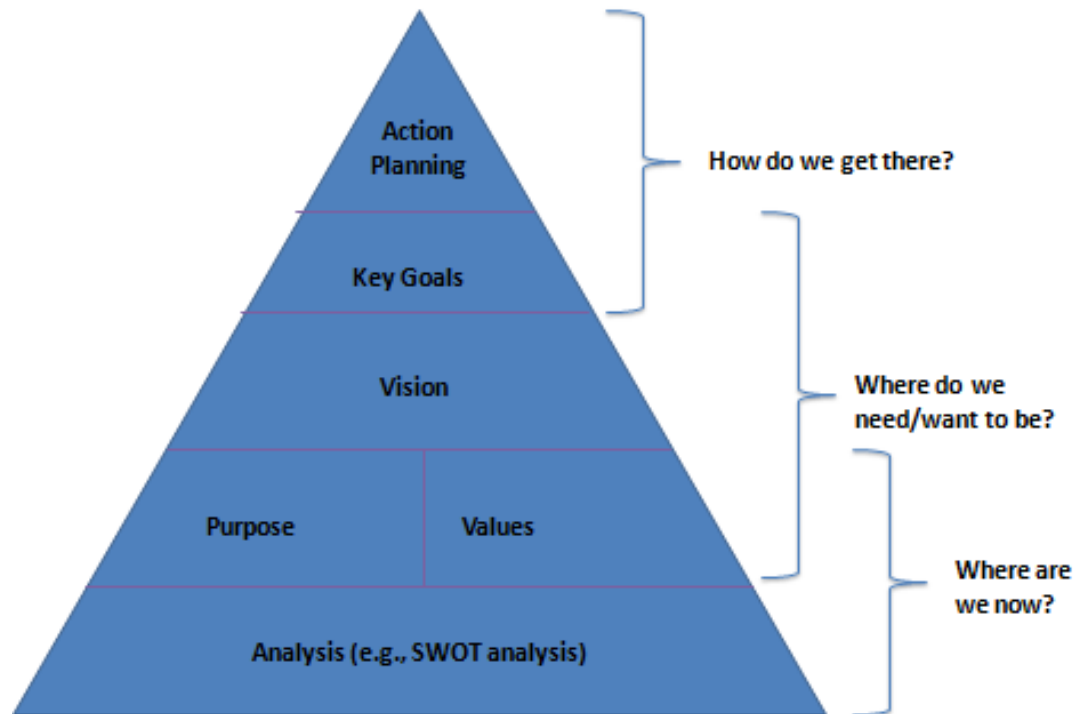 Action
Planning
How do we get there?
Key Goals
Vision
Where do we
need/want to be?
Purpose
Values
Where are
we now?
Analysis (e.g., SWOT analysis)